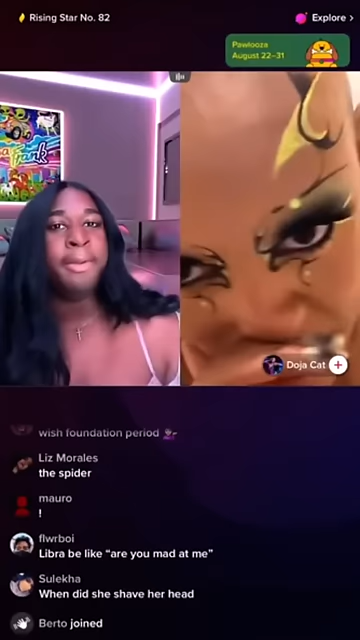 Rising Star No. 82
Explore >
Pawlooza
August 22–31
Frank
Doja Cat
wish foundation period
Liz Morales
the spider
mauro
!
flwrboi
Libra be like “are you mad at me”
Sulekha
When did she shave her head
Berto joined